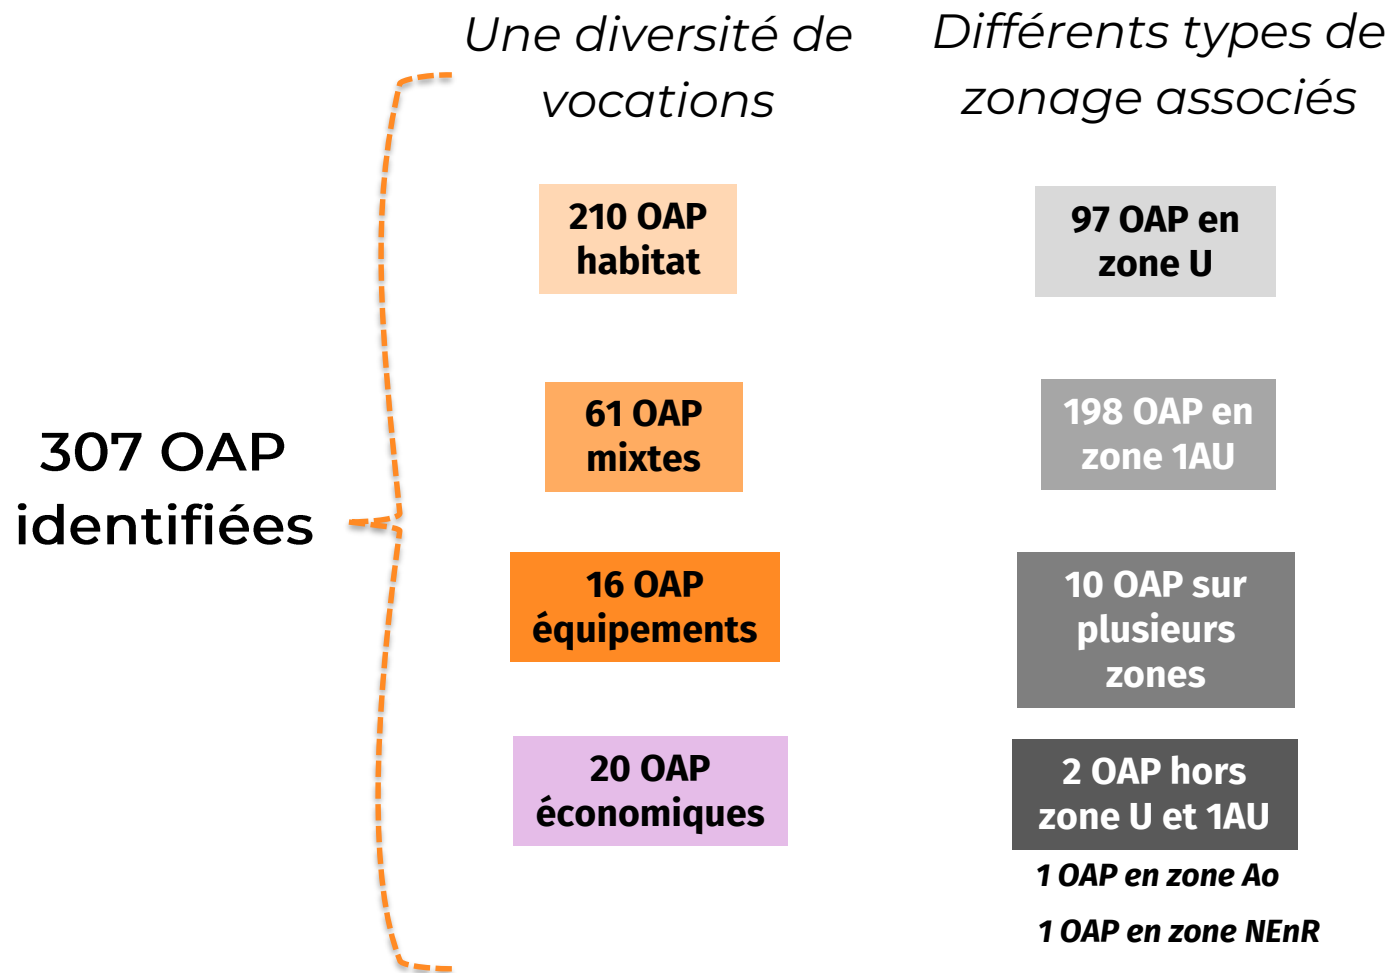 Une diversité de
vocations
Différents types de
zonage associés
307 OAP
identifiées
210 OAP
habitat
61 OAP
mixtes
16 OAP
équipements
20 OAP
économiques
97 OAP en
zone U
198 OAP en
zone 1AU
10 OAP sur
plusieurs
zones
2 OAP hors
zone U et 1AU
1 OAP en zone Ao
1 OAP en zone NEnR